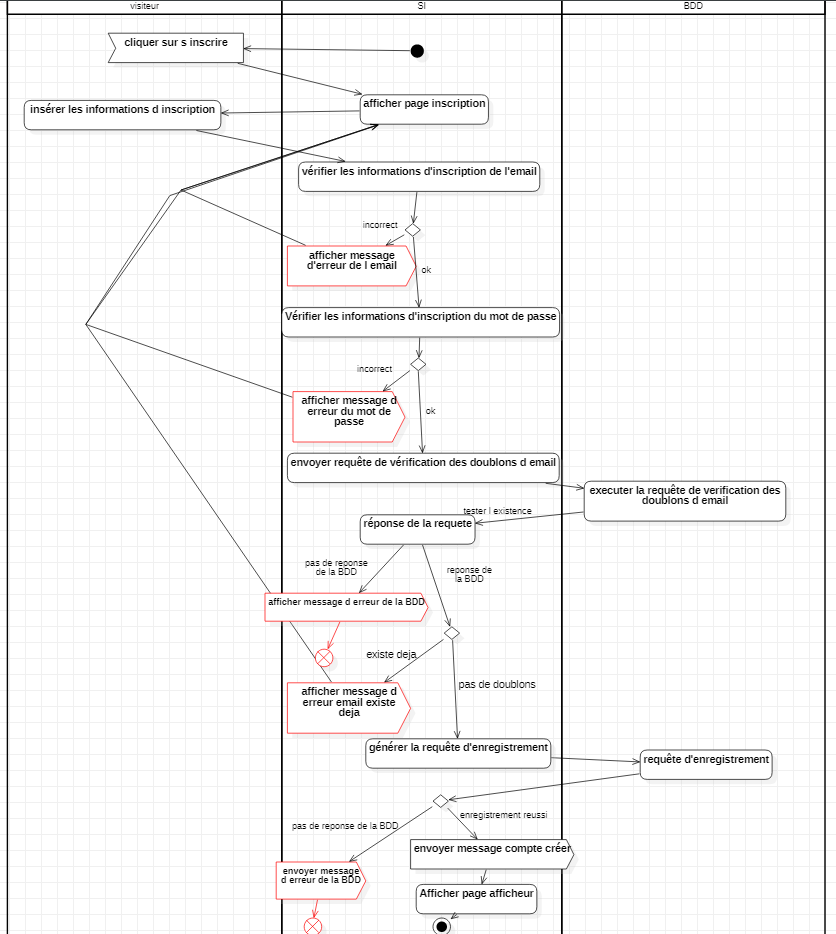 visiteur
SI
BDD
cliquer sur s inscrire
afficher page inscription
insérer les informations d inscription
vérifier les informations d'inscription de l'email
incorrect
afficher message
d'erreur de l email
ok
Vérifier les informations d'inscription du mot de passe
incorrect
afficher message d
erreur du mot de
passe
ok
envoyer requête de vérification des doublons d email
executer la requête de verification des
doublons d email
tester l existence
réponse de la requete
pas de reponse
de la BDD
reponse de
la BDD
afficher message d erreur de la BDD
existe deja
afficher message d
erreur email existe
deja
pas de doublons
générer la requête d'enregistrement
requête d'enregistrement
pas de reponse de la BDD
enregistrement reussi
envoyer message compte créer
envoyer message
d erreur de la BDD
Afficher page afficheur